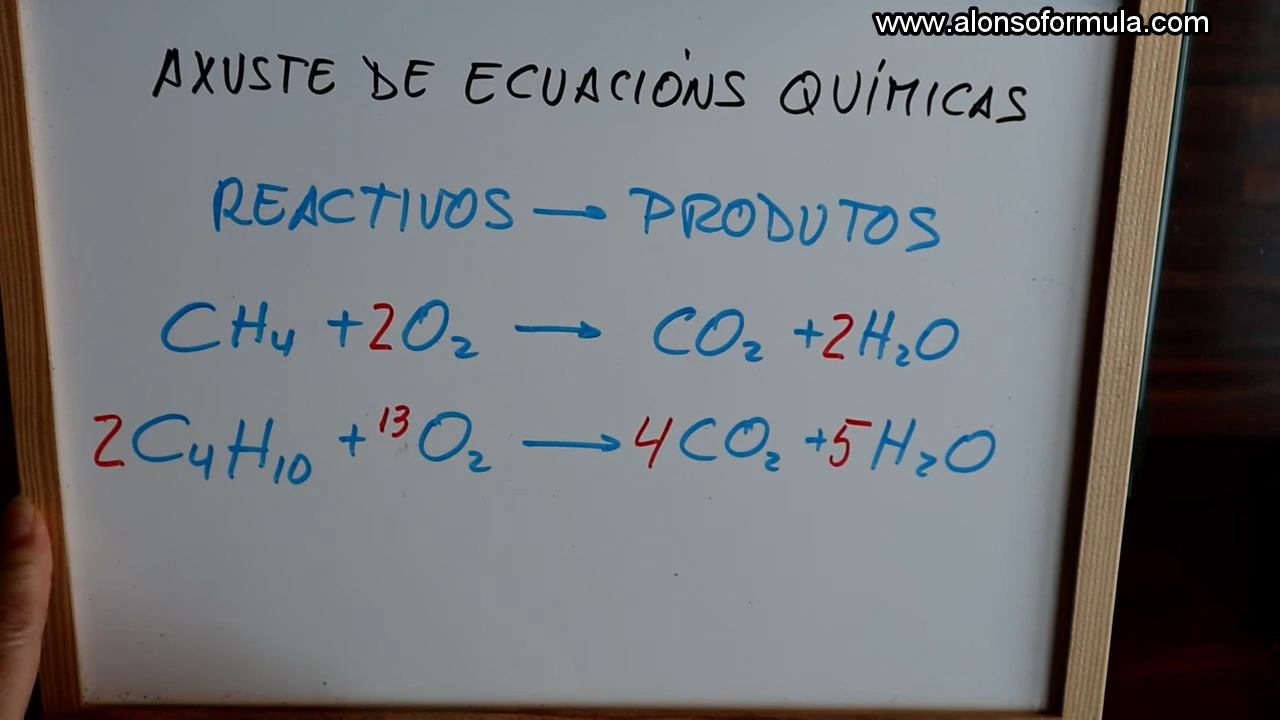 www.alonsoformula.com
AXUSTE DE ECUACIÓNS QUÍMICAS
REACTIVOS → PRODUTOS
CH₄ + 2O₂ → CO₂ + 2H₂O
2C₄H₁₀ + 13O₂ → 4CO₂ + 5H₂O